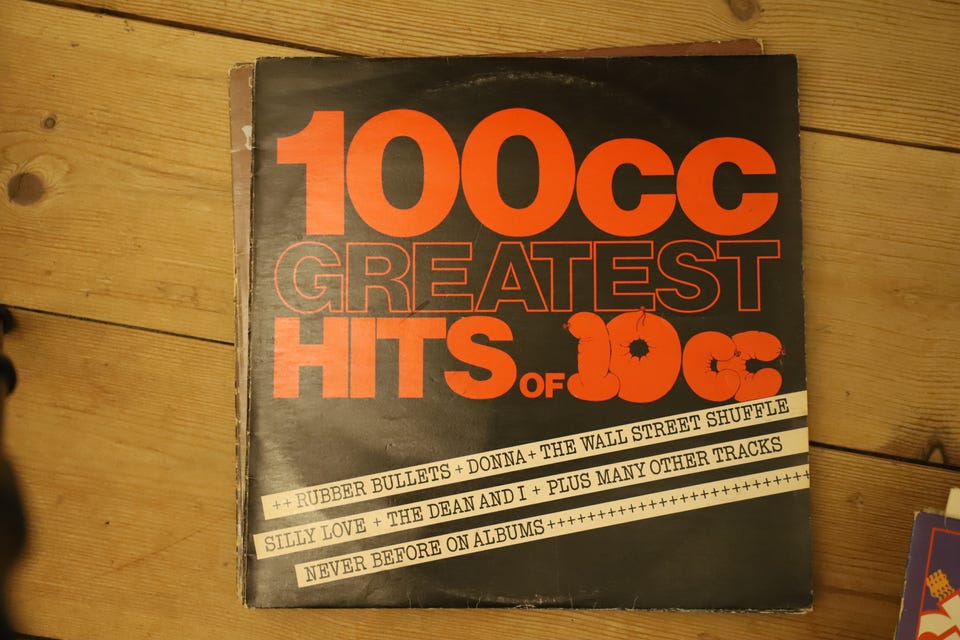 100cc
GREATEST
HITS OF 10cc
++ RUBBER BULLETS + DONNA + THE WALL STREET SHUFFLE
SILLY LOVE + THE DEAN AND I + PLUS MANY OTHER TRACKS
NEVER BEFORE ON ALBUMS ++++++++++++++++++++++++